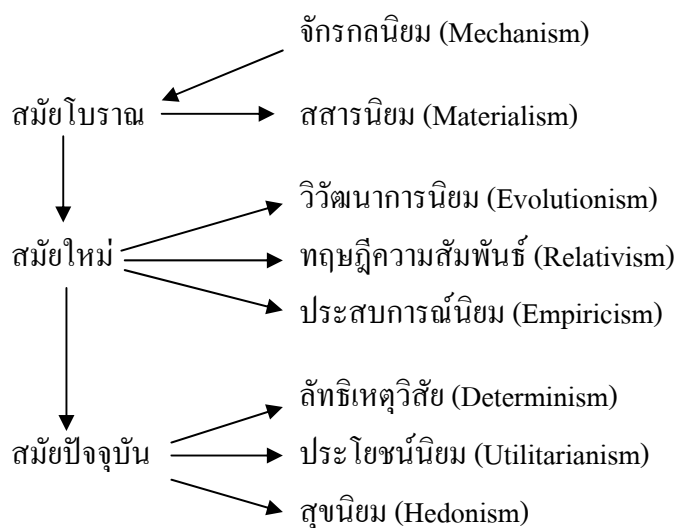 จักรกลนิยม (Mechanism)
สมัยโบราณ สสารนิยม (Materialism)
วิวัฒนาการนิยม (Evolutionism)
สมัยใหม่ ทฤษฎีความสัมพันธ์ (Relativism)
ประสบการณ์นิยม (Empiricism)
ลัทธิเหตุวิสัย (Determinism)
สมัยปัจจุบัน ประโยชน์นิยม (Utilitarianism)
สุขนิยม (Hedonism)